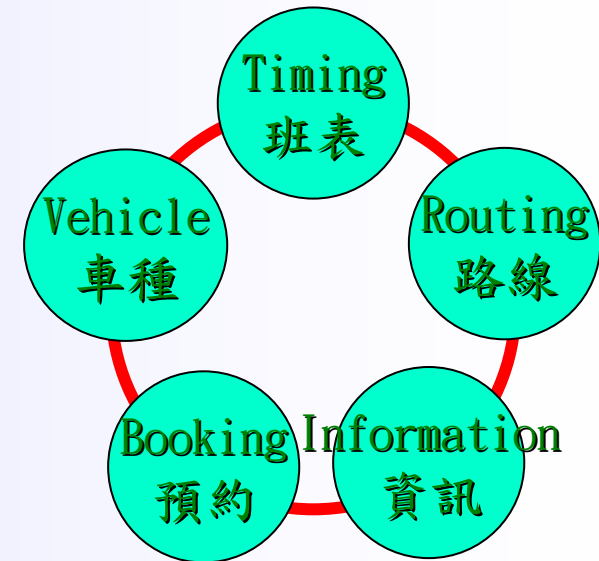 Timing
班表
Vehicle
車種
Routing
路線
Booking
預約
Information
資訊